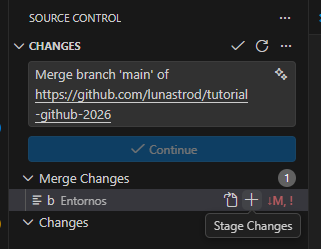 SOURCE CONTROL
CHANGES
Merge branch 'main' of
https://github.com/lunastrod/tutorial
-github-2026
Continue
Merge Changes 1
b Entornos ↓M, !
Changes
Stage Changes